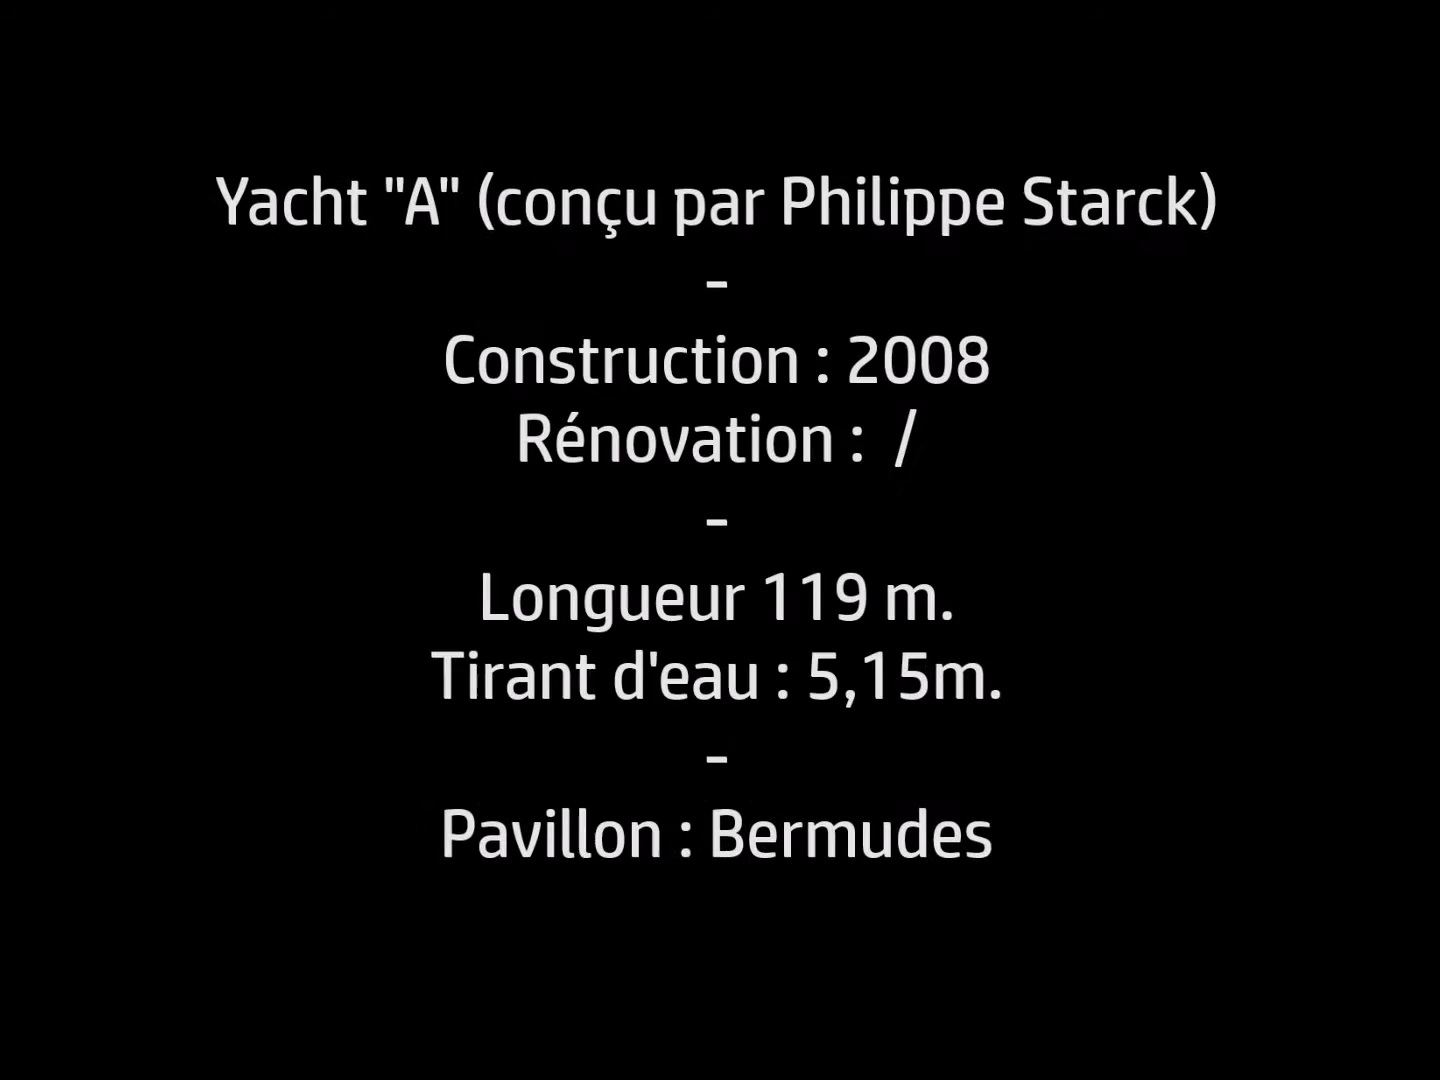 Yacht "A" (conçu par Philippe Starck)
-
Construction : 2008
Rénovation :  /
-
Longueur 119 m.
Tirant d'eau : 5,15m.
-
Pavillon : Bermudes